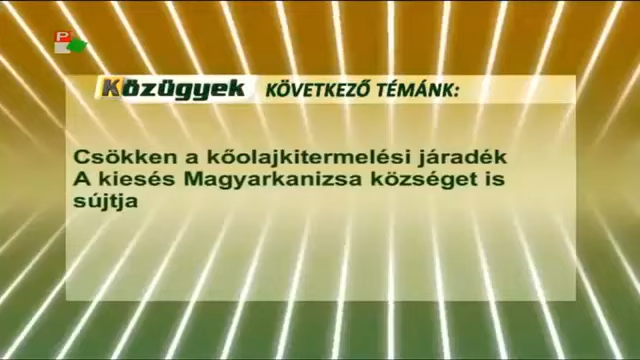 P
Közügyek KÖVETKEZŐ TÉMÁNK:
Csökken a kőolajkitermelési járadék
A kiesés Magyarkanizsa községet is
sújtja